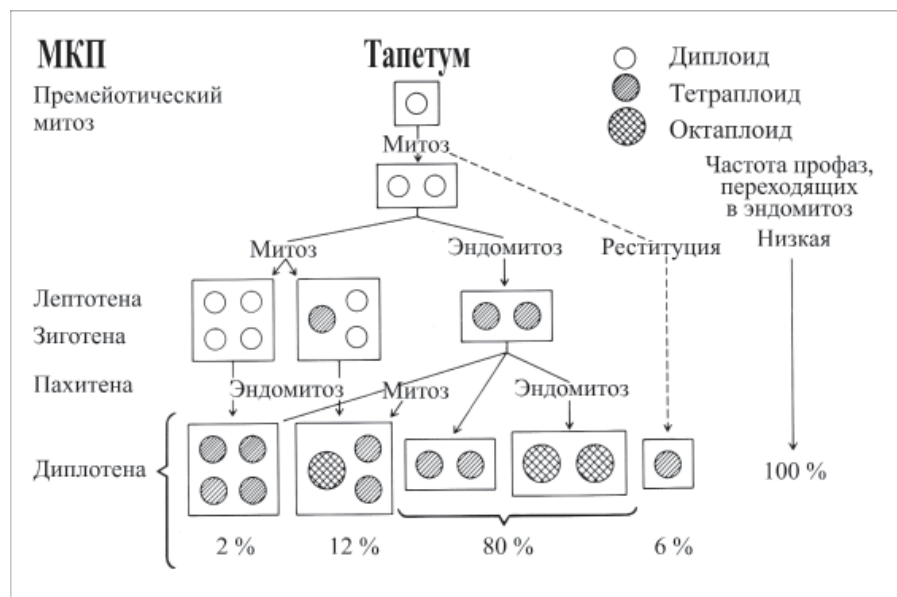 МКП
Тапетум
Премейотический
митоз
Диплоид
Тетраплоид
Октаплоид
Митоз
Частота профаз,
переходящих
в эндомитоз
Митоз
Эндомитоз
Реституция
Низкая
Лептотена
Зиготена
Пахитена
Эндомитоз
Митоз
Эндомитоз
Диплотена
100 %
2 %
12 %
80 %
6 %